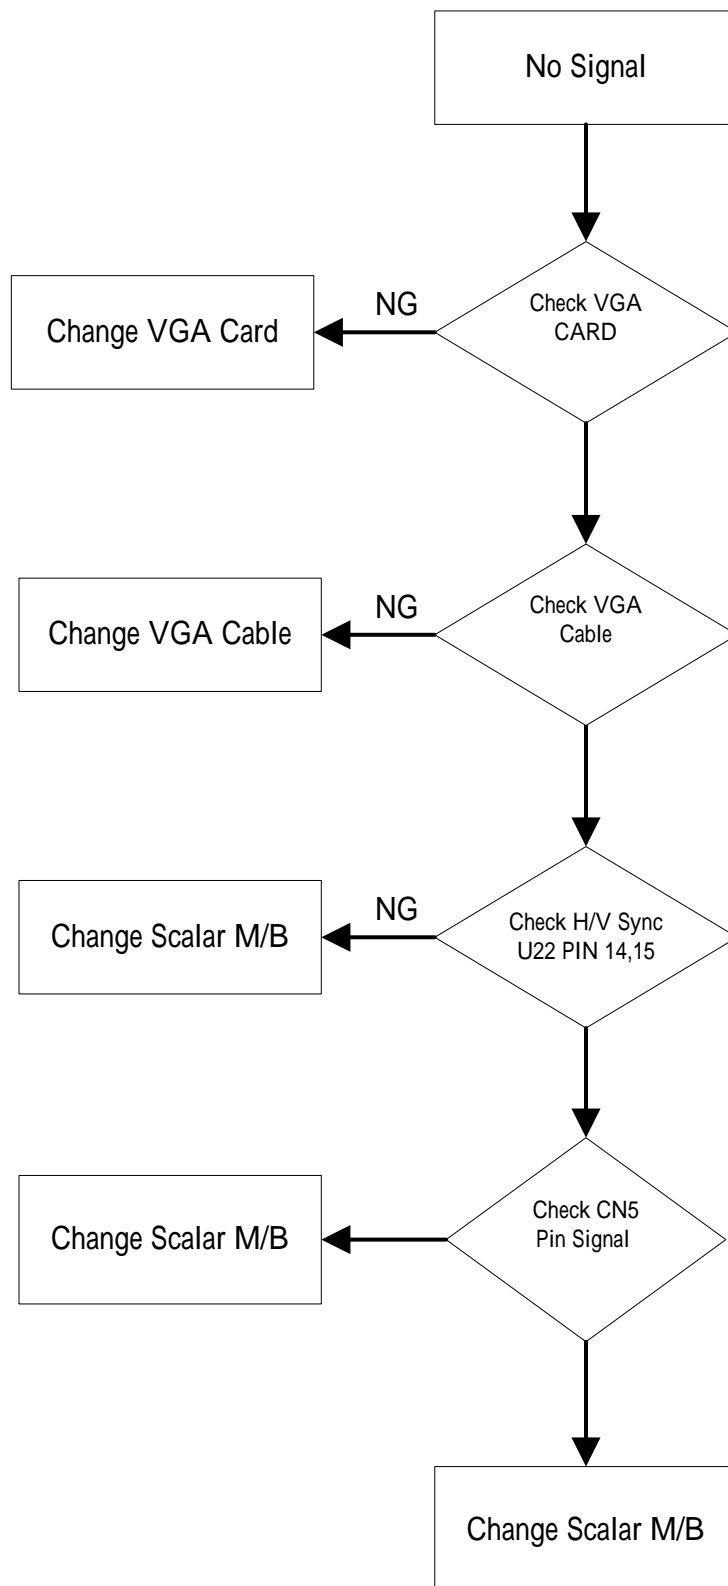 No Signal
Check VGA
CARD
NG
Change VGA Card
Check VGA
Cable
NG
Change VGA Cable
Check H/V Sync
U22 PIN 14,15
NG
Change Scalar M/B
Check CN5
Pin Signal
Change Scalar M/B
Change Scalar M/B